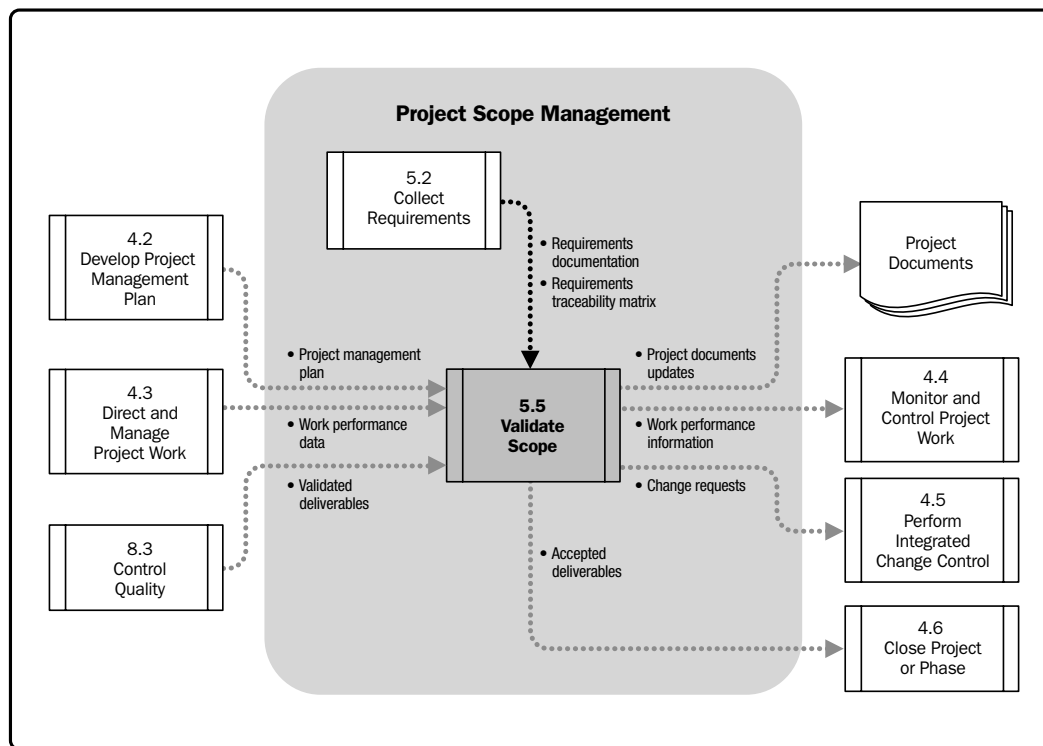 Project Scope Management
5.2
Collect
Requirements
4.2
Develop Project
Management
Plan
• Requirements
documentation
• Requirements
traceability matrix
Project
Documents
• Project management
plan
• Project documents
updates
4.3
Direct and
Manage
Project Work
5.5
Validate
Scope
4.4
Monitor and
Control Project
Work
• Work performance
data
• Work performance
information
• Validated
deliverables
• Change requests
4.5
Perform
Integrated
Change Control
8.3
Control
Quality
• Accepted
deliverables
4.6
Close Project
or Phase